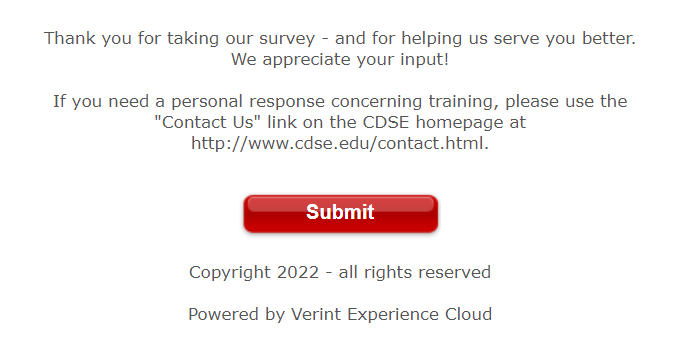 Thank you for taking our survey - and for helping us serve you better.
We appreciate your input!
If you need a personal response concerning training, please use the
"Contact Us" link on the CDSE homepage at
http://www.cdse.edu/contact.html.
Submit
Copyright 2022 - all rights reserved
Powered by Verint Experience Cloud